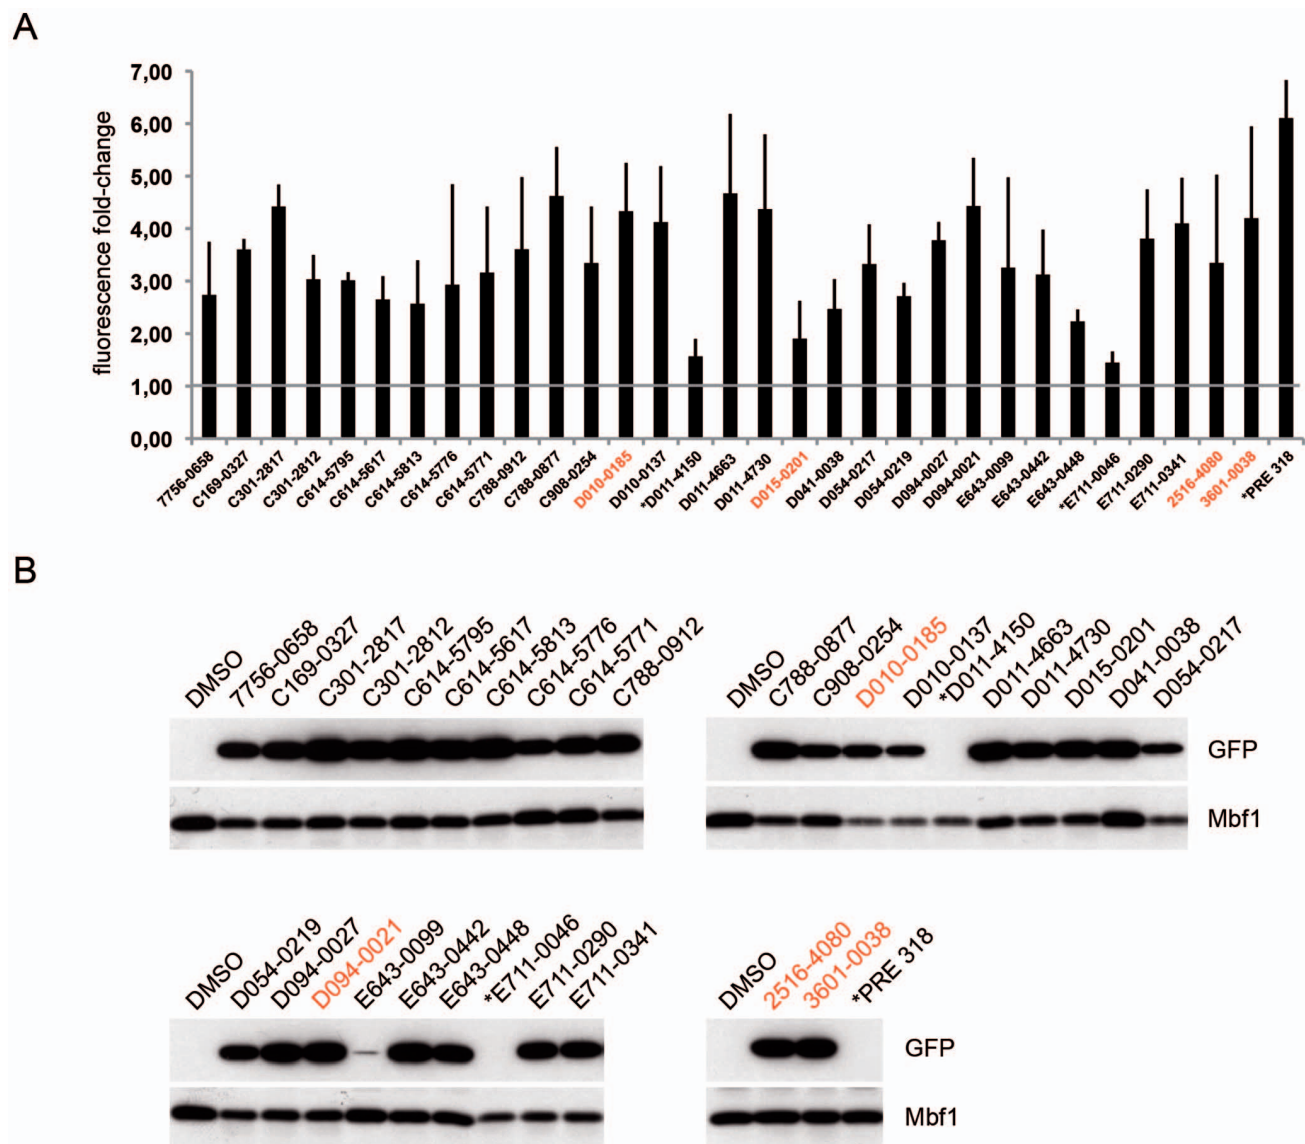 A
fluorescence fold-change
7,00
6,00
5,00
4,00
3,00
2,00
1,00
0,00
7756-0658
C169-0327
C301-2817
C301-2812
C614-5795
C614-5617
C614-5813
C614-5776
C614-5771
C788-0912
C788-0877
C908-0254
D010-0185
D010-0137
*D011-4150
D011-4663
D011-4730
D015-0201
D041-0038
D054-0217
D054-0219
D094-0027
D094-0021
E643-0099
E643-0442
E643-0448
*E711-0046
E711-0290
E711-0341
2516-4080
3601-0038
*PRE 318
B
DMSO
7756-0658
C169-0327
C301-2817
C301-2812
C614-5795
C614-5617
C614-5813
C614-5776
C614-5771
C788-0912
DMSO
C788-0877
C908-0254
D010-0185
D010-0137
*D011-4150
D011-4663
D011-4730
D015-0201
D041-0038
D054-0217
GFP
Mbf1
DMSO
D054-0219
D094-0027
D094-0021
E643-0099
E643-0442
E643-0448
*E711-0046
E711-0290
E711-0341
DMSO
2516-4080
3601-0038
*PRE 318
GFP
Mbf1